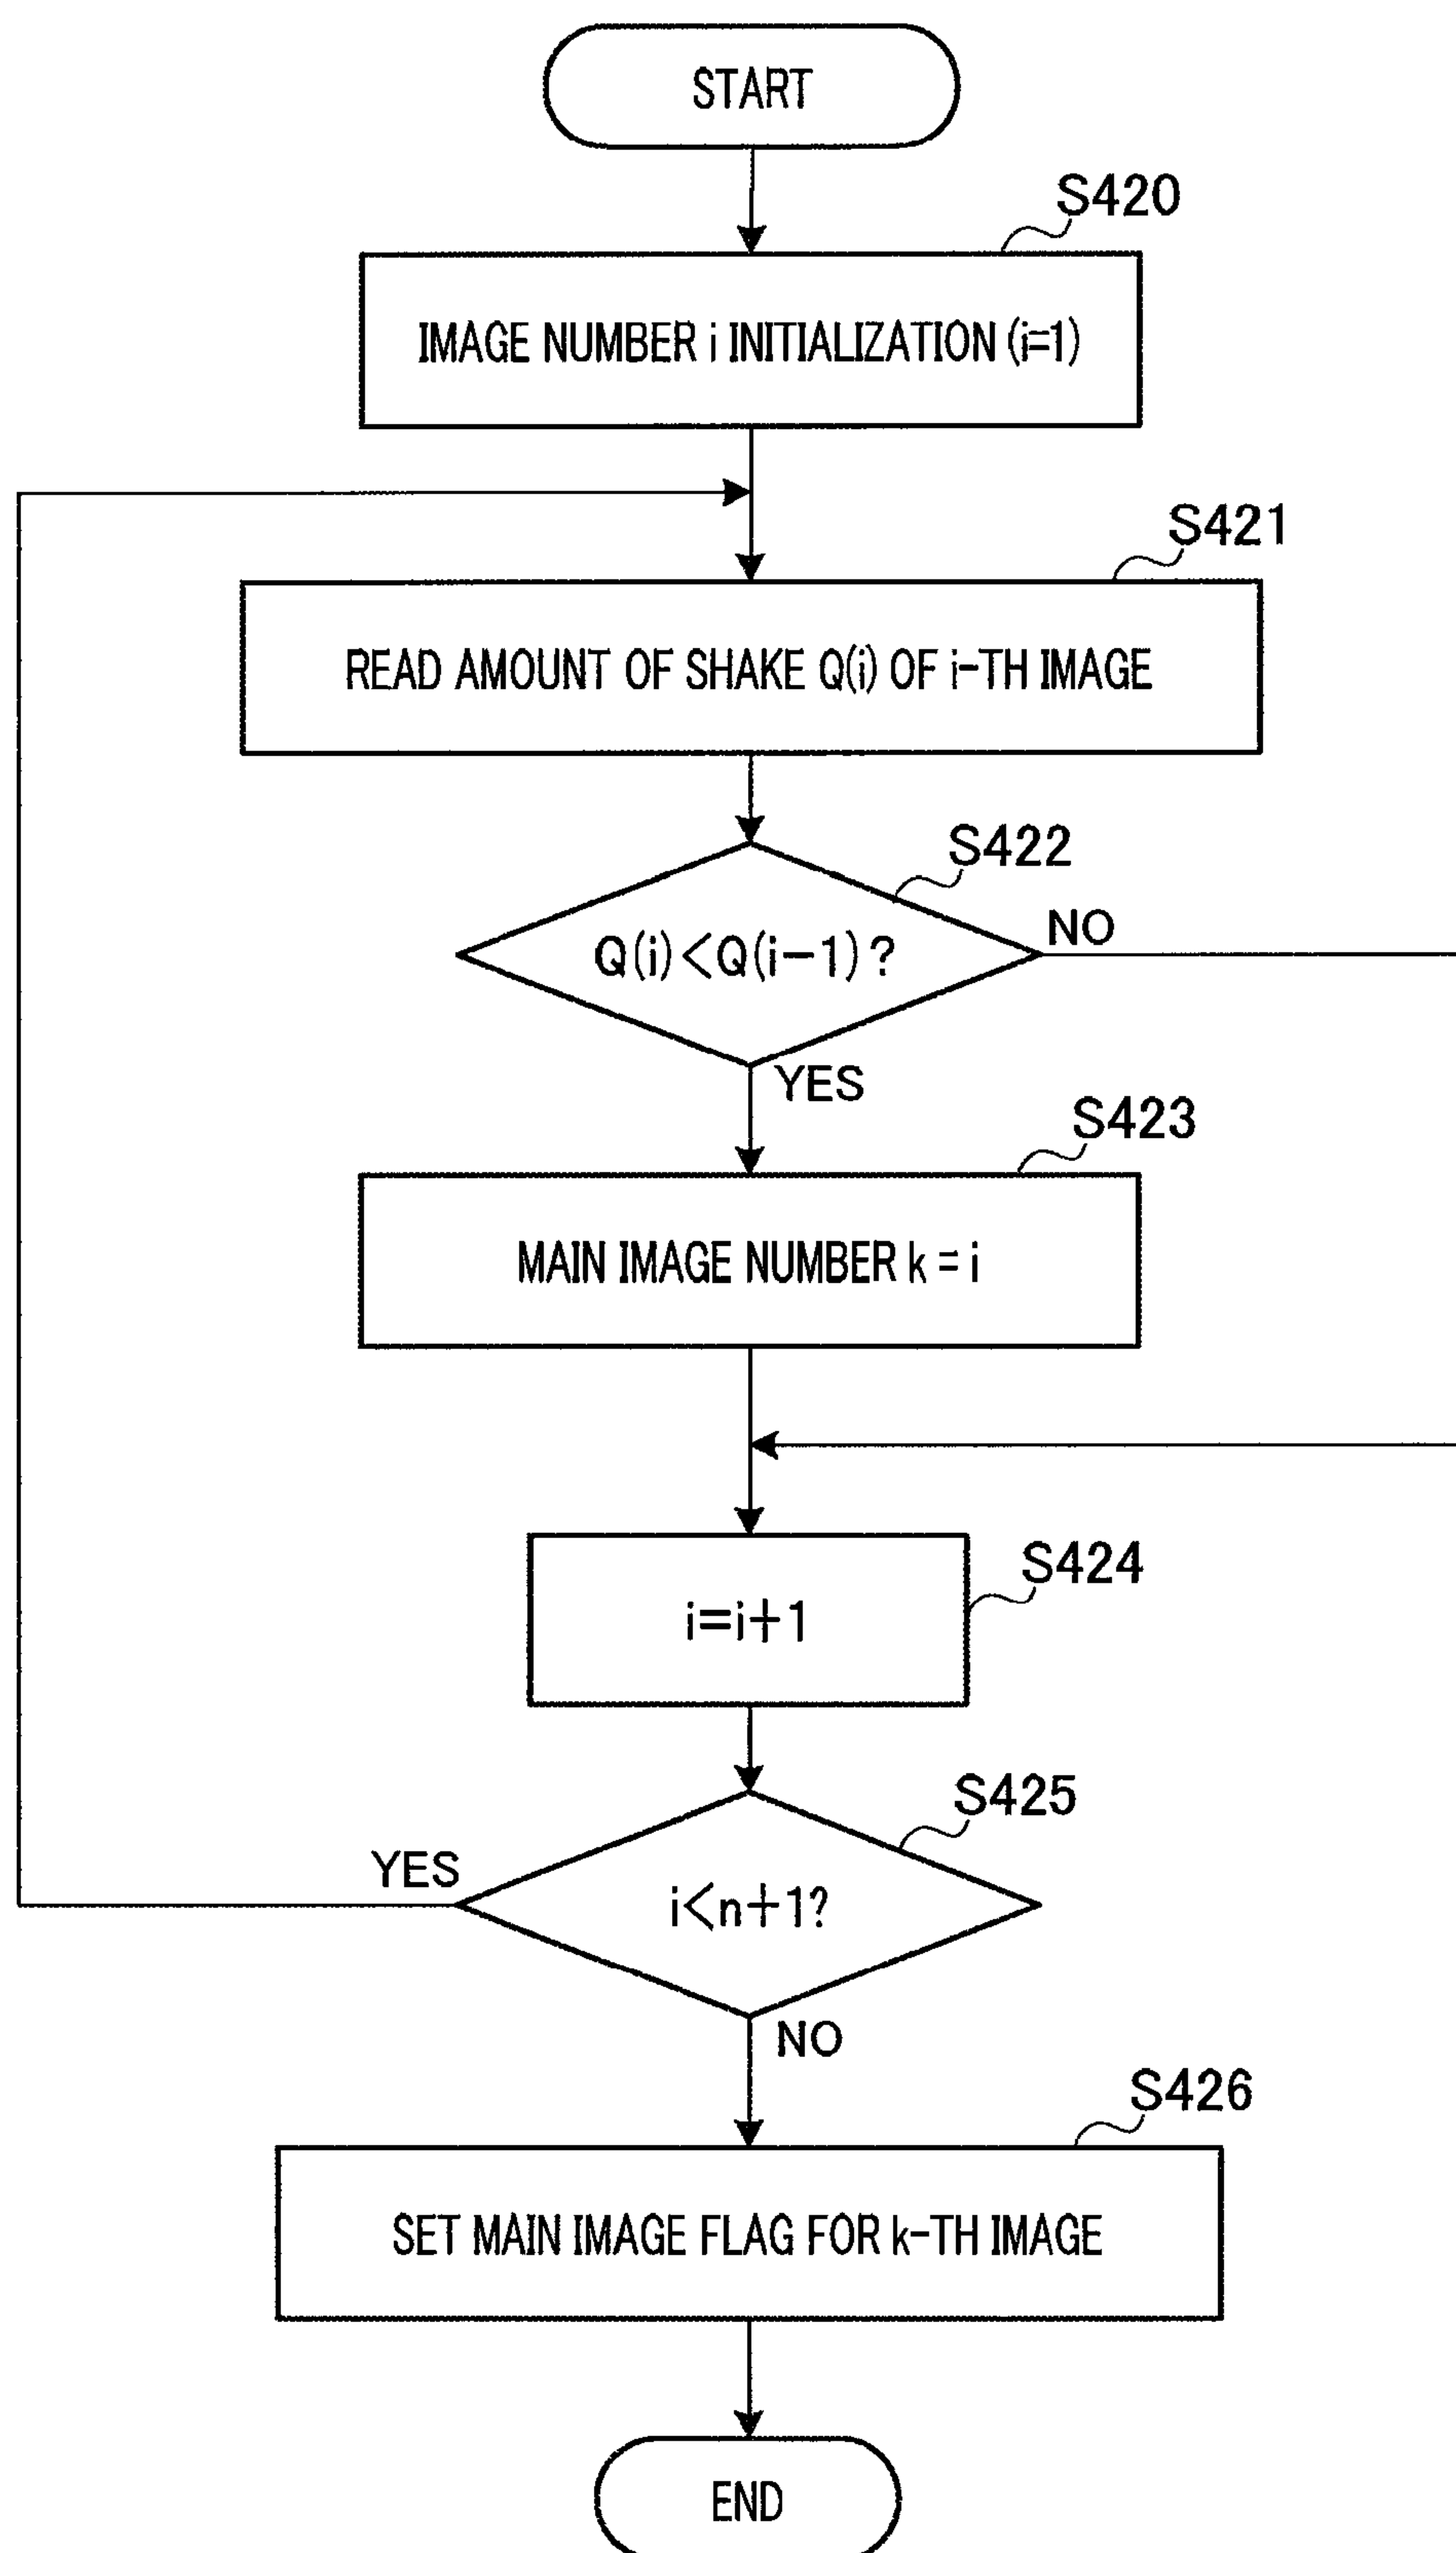 START
S420
IMAGE NUMBER i INITIALIZATION (i=1)
S421
READ AMOUNT OF SHAKE Q(i) OF i-TH IMAGE
S422
Q(i)<Q(i-1)?
NO
YES
S423
MAIN IMAGE NUMBER k = i
S424
i=i+1
S425
YES
i<n+1?
NO
S426
SET MAIN IMAGE FLAG FOR k-TH IMAGE
END